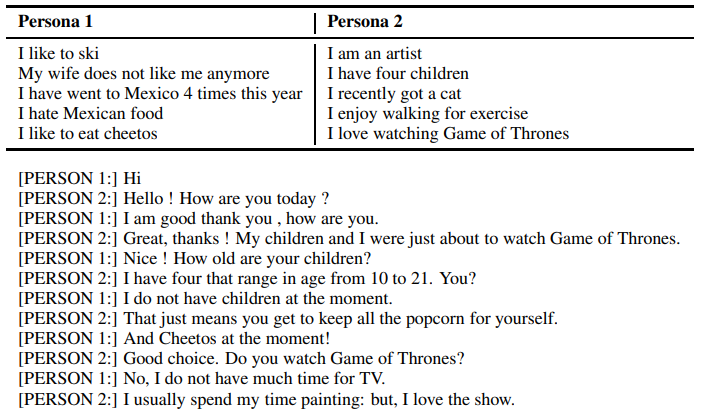 Persona 1 Persona 2
I like to ski I am an artist
My wife does not like me anymore I have four children
I have went to Mexico 4 times this year I recently got a cat
I hate Mexican food I enjoy walking for exercise
I like to eat cheetos I love watching Game of Thrones
[PERSON 1:] Hi
[PERSON 2:] Hello ! How are you today ?
[PERSON 1:] I am good thank you , how are you.
[PERSON 2:] Great, thanks ! My children and I were just about to watch Game of Thrones.
[PERSON 1:] Nice ! How old are your children?
[PERSON 2:] I have four that range in age from 10 to 21. You?
[PERSON 1:] I do not have children at the moment.
[PERSON 2:] That just means you get to keep all the popcorn for yourself.
[PERSON 1:] And Cheetos at the moment!
[PERSON 2:] Good choice. Do you watch Game of Thrones?
[PERSON 1:] No, I do not have much time for TV.
[PERSON 2:] I usually spend my time painting: but, I love the show.